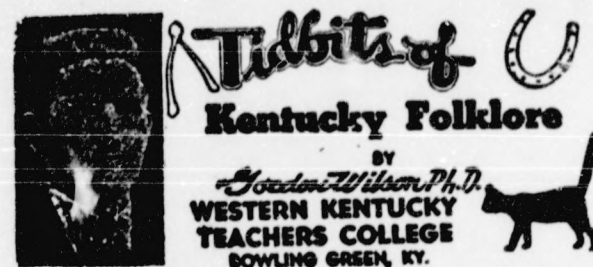 Tidbits of
Kentucky Folklore
BY
Gordon Wilson Ph.D.
WESTERN KENTUCKY
TEACHERS COLLEGE
BOWLING GREEN, KY.